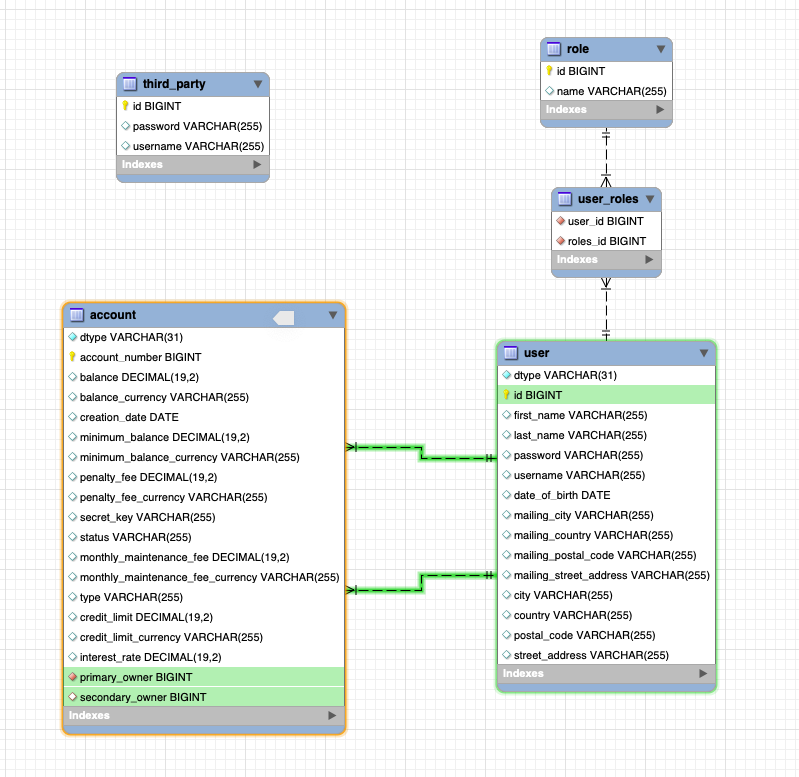 third_party
id BIGINT
password VARCHAR(255)
username VARCHAR(255)
Indexes
role
id BIGINT
name VARCHAR(255)
Indexes
user_roles
user_id BIGINT
roles_id BIGINT
Indexes
account
dtype VARCHAR(31)
account_number BIGINT
balance DECIMAL(19,2)
balance_currency VARCHAR(255)
creation_date DATE
minimum_balance DECIMAL(19,2)
minimum_balance_currency VARCHAR(255)
penalty_fee DECIMAL(19,2)
penalty_fee_currency VARCHAR(255)
secret_key VARCHAR(255)
status VARCHAR(255)
monthly_maintenance_fee DECIMAL(19,2)
monthly_maintenance_fee_currency VARCHAR(255)
type VARCHAR(255)
credit_limit DECIMAL(19,2)
credit_limit_currency VARCHAR(255)
interest_rate DECIMAL(19,2)
primary_owner BIGINT
secondary_owner BIGINT
Indexes
user
dtype VARCHAR(31)
id BIGINT
first_name VARCHAR(255)
last_name VARCHAR(255)
password VARCHAR(255)
username VARCHAR(255)
date_of_birth DATE
mailing_city VARCHAR(255)
mailing_country VARCHAR(255)
mailing_postal_code VARCHAR(255)
mailing_street_address VARCHAR(255)
city VARCHAR(255)
country VARCHAR(255)
postal_code VARCHAR(255)
street_address VARCHAR(255)
Indexes